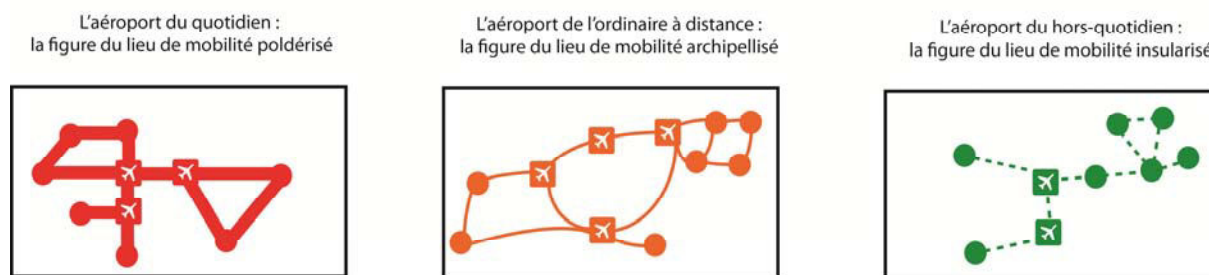 L'aéroport du quotidien :
la figure du lieu de mobilité poldérisé
L'aéroport de l'ordinaire à distance :
la figure du lieu de mobilité archipellisé
L'aéroport du hors-quotidien :
la figure du lieu de mobilité insularisé